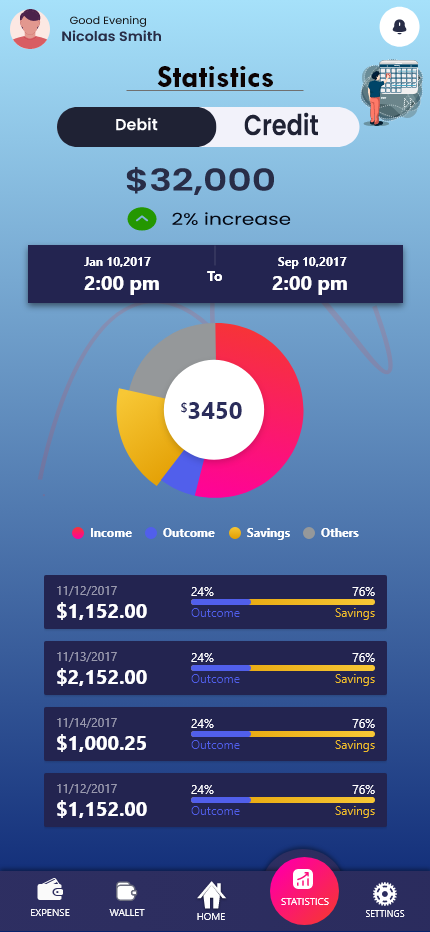 Good Evening
Nicolas Smith
Statistics
Debit
Credit
$32,000
2% increase
Jan 10,2017
2:00 pm
To
Sep 10,2017
2:00 pm
$3450
Income Outcome Savings Others
11/12/2017
$1,152.00
24% 76%
Outcome Savings
11/13/2017
$2,152.00
24% 76%
Outcome Savings
11/14/2017
$1,000.25
24% 76%
Outcome Savings
11/12/2017
$1,152.00
24% 76%
Outcome Savings
EXPENSE WALLET HOME STATISTICS SETTINGS